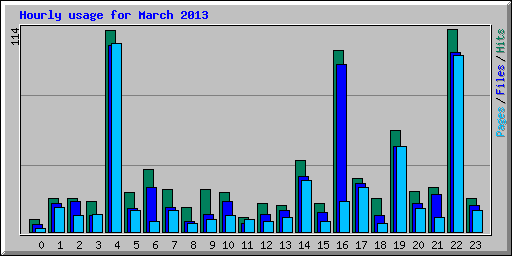 Hourly usage for March 2013
114
Pages / Files / Hits
0 1 2 3 4 5 6 7 8 9 10 11 12 13 14 15 16 17 18 19 20 21 22 23